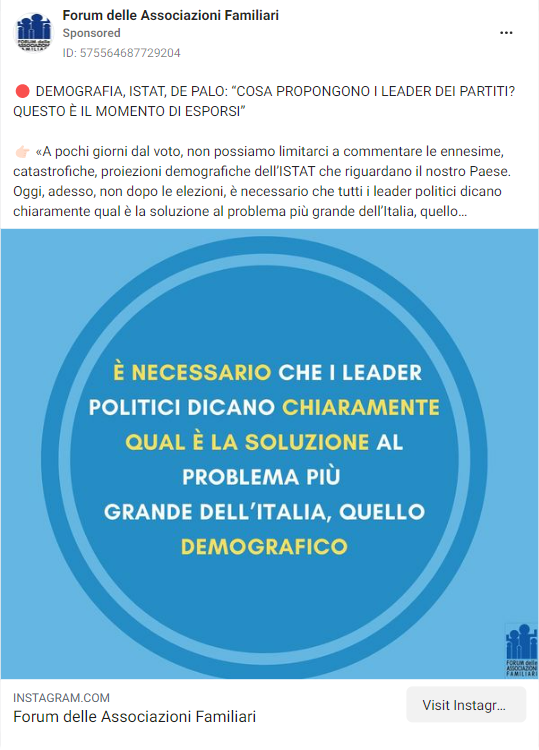 Forum delle Associazioni Familiari
Sponsored
ID: 575564687729204
🔴 DEMOGRAFIA, ISTAT, DE PALO: “COSA PROPONGONO I LEADER DEI PARTITI?
QUESTO È IL MOMENTO DI ESPORSI”
👉🏻 «A pochi giorni dal voto, non possiamo limitarci a commentare le ennesime,
catastrofiche, proiezioni demografiche dell’ISTAT che riguardano il nostro Paese.
Oggi, adesso, non dopo le elezioni, è necessario che tutti i leader politici dicano
chiaramente qual è la soluzione al problema più grande dell’Italia, quello...
È NECESSARIO CHE I LEADER
POLITICI DICANO CHIARAMENTE
QUAL È LA SOLUZIONE AL
PROBLEMA PIÙ
GRANDE DELL’ITALIA, QUELLO
DEMOGRAFICO
FORUM delle
ASSOCIAZIONI
FAMILIARI
INSTAGRAM.COM
Forum delle Associazioni Familiari
Visit Instagr...